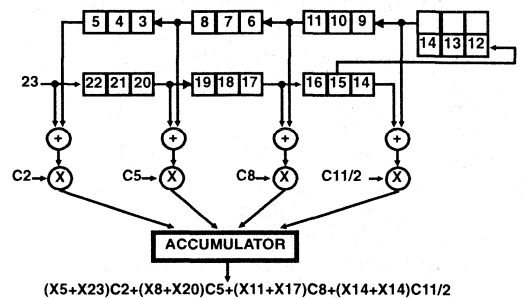 5 4 3 8 7 6 11 10 9
14 13 12
23 22 21 20 19 18 17 16 15 14
+ + + +
C2 X C5 X C8 X C11/2 X
ACCUMULATOR
(X5+X23)C2+(X8+X20)C5+(X11+X17)C8+(X14+X14)C11/2